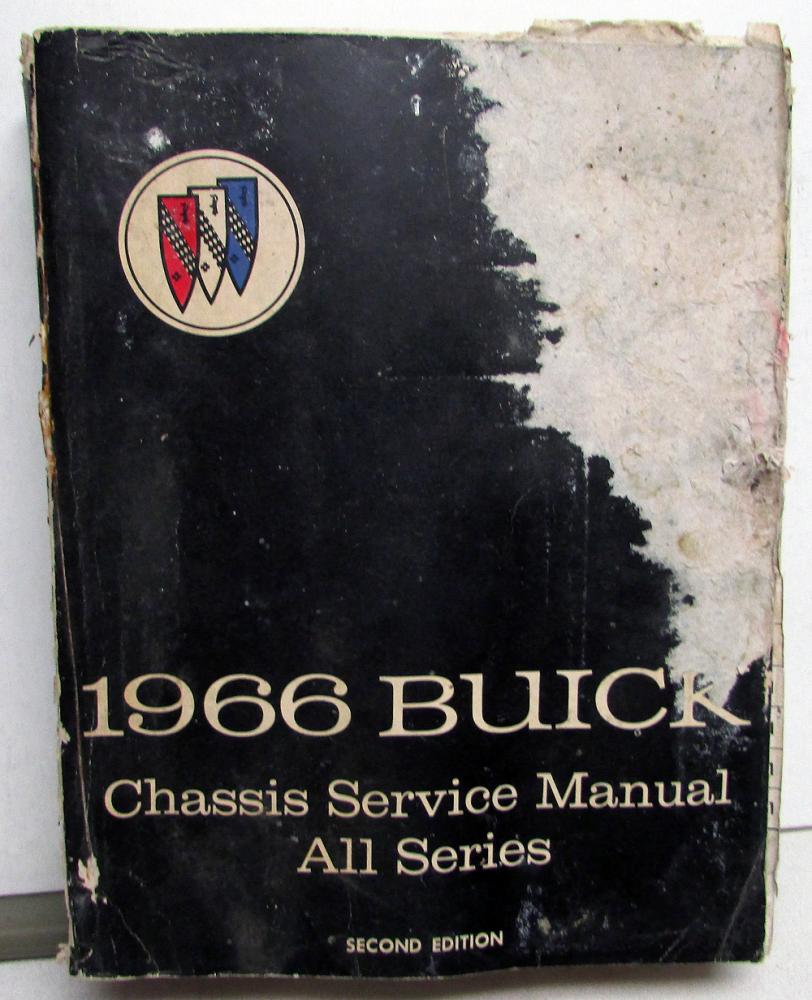 1966 BUICK
Chassis Service Manual
All Series
SECOND EDITION